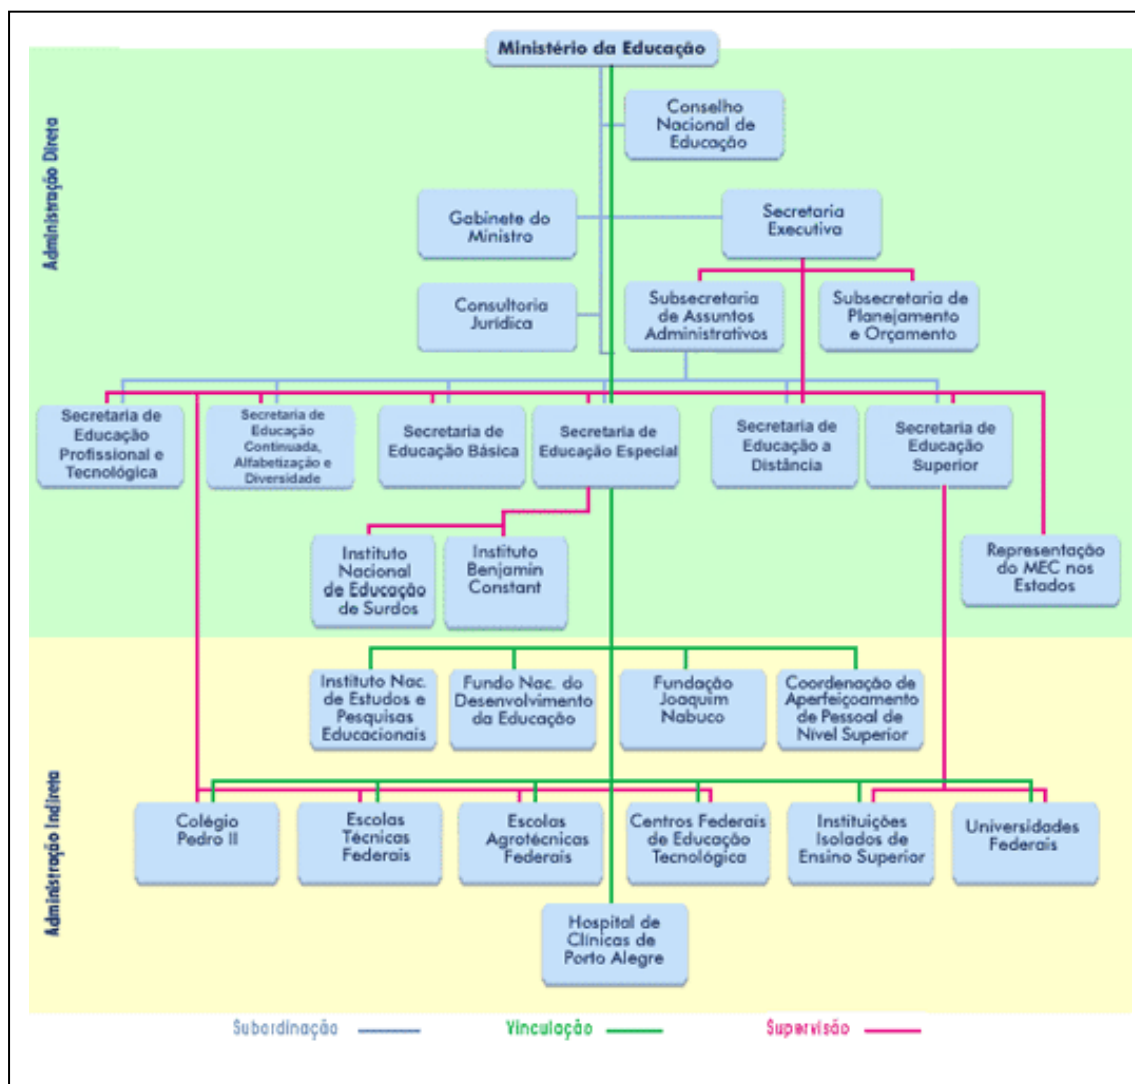 Ministério da Educação
Administração Direta
Conselho
Nacional de
Educação
Gabinete do
Ministro
Secretaria
Executiva
Consultoria
Jurídica
Subsecretaria
de Assuntos
Administrativos
Subsecretaria de
Planejamento
e Orçamento
Secretaria de
Educação
Profissional e
Tecnológica
Secretaria de
Educação
Continuada,
Alfabetização e
Diversidade
Secretaria de
Educação Básica
Secretaria de
Educação Especial
Secretaria de
Educação a
Distância
Secretaria de
Educação
Superior
Instituto
Nacional
de Educação
de Surdos
Instituto
Benjamin
Constant
Representação
do MEC nos
Estados
Administração Indireta
Instituto Nac.
de Estudos e
Pesquisas
Educacionais
Fundo Nac. do
Desenvolvimento
da Educação
Fundação
Joaquim
Nabuco
Coordenação de
Aperfeiçoamento
de Pessoal de
Nível Superior
Colégio
Pedro II
Escolas
Técnicas
Federais
Escolas
Agrotécnicas
Federais
Centros Federais
de Educação
Tecnológica
Instituições
Isolados de
Ensino Superior
Universidades
Federais
Hospital de
Clínicas de
Porto Alegre
Subordinação
Vinculação
Supervisão